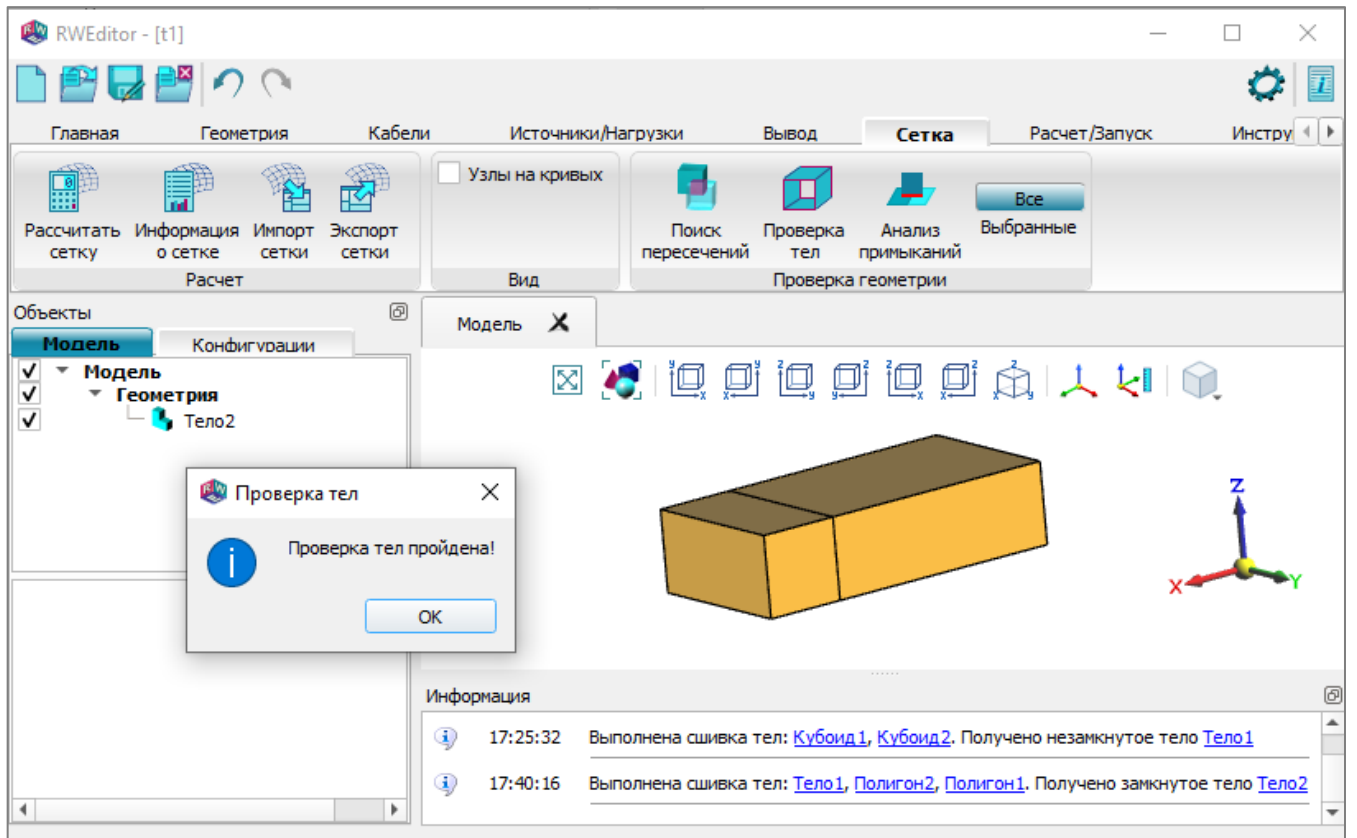 RWEditor - [t1]
Главная Геометрия Кабели Источники/Нагрузки Вывод Сетка Расчет/Запуск Инстру
Рассчитать сетку
Информация о сетке
Импорт сетки
Экспорт сетки
Расчет
Узлы на кривых
Вид
Поиск пересечений
Проверка тел
Анализ примыканий
Все
Выбранные
Проверка геометрии
Объекты
Модель Конфигурации
Модель
Геометрия
Тело2
Модель
Проверка тел
Проверка тел пройдена!
OK
Z
X
Y
Информация
17:25:32 Выполнена сшивка тел: Кубоид1, Кубоид2. Получено незамкнутое тело Тело1
17:40:16 Выполнена сшивка тел: Тело1, Полигон2, Полигон1. Получено замкнутое тело Тело2